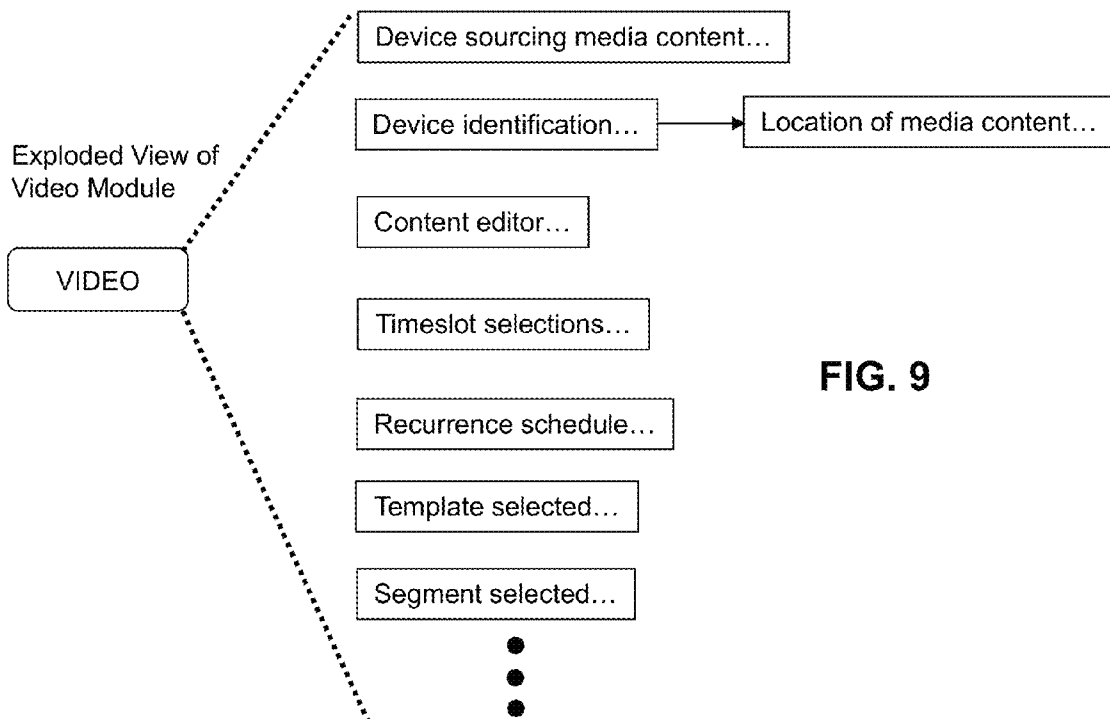 Device sourcing media content…
Device identification…
Location of media content…
Exploded View of
Video Module
Content editor…
VIDEO
Timeslot selections…
FIG. 9
Recurrence schedule…
Template selected…
Segment selected…